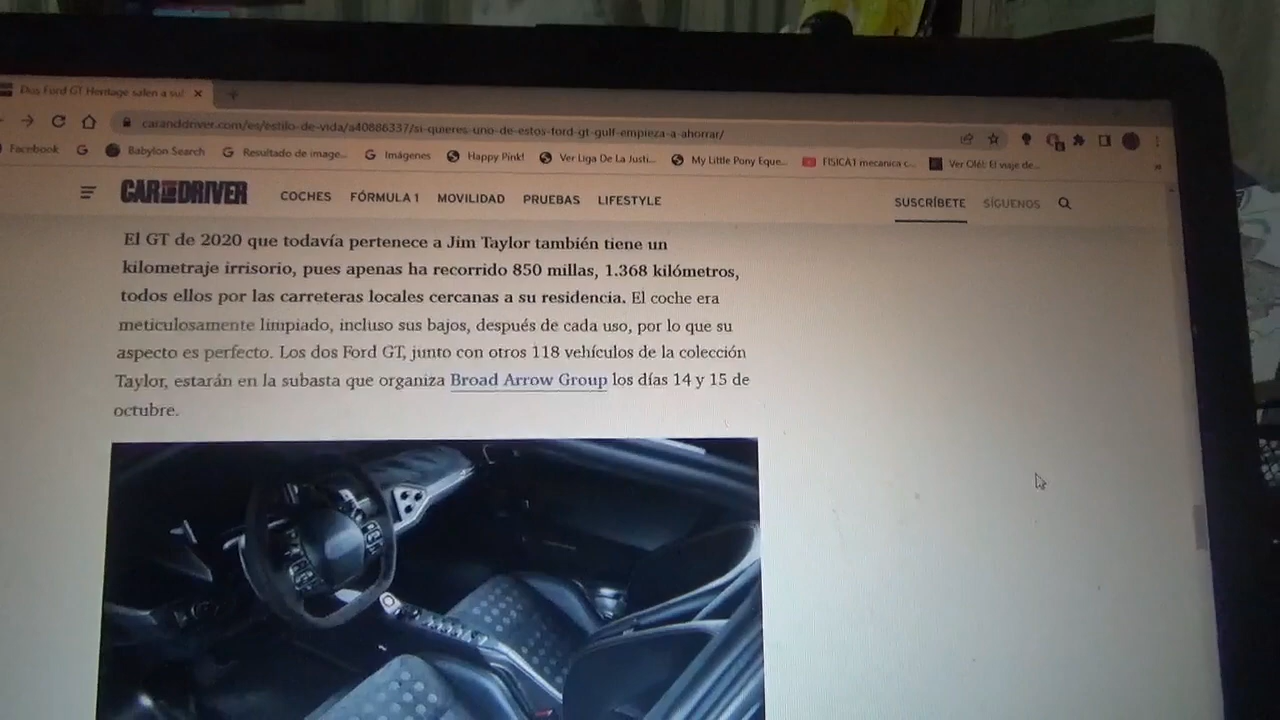 Dos Ford GT Heritage salen a su
caranddriver.com/es/estilo-de-vida/a40886337/si-quieres-uno-de-estos-ford-gt-gulf-empieza-a-ahorrar/
Facebook Babylon Search Resultado de image... Imágenes Happy Pink! Ver Liga De La Justi... My Little Pony Eque... FISICA1 mecanica c... Ver Olé: El viaje de...
CAR AND DRIVER COCHES FÓRMULA 1 MOVILIDAD PRUEBAS LIFESTYLE SUSCRÍBETE SÍGUENOS
El GT de 2020 que todavía pertenece a Jim Taylor también tiene un
kilometraje irrisorio, pues apenas ha recorrido 850 millas, 1.368 kilómetros,
todos ellos por las carreteras locales cercanas a su residencia. El coche era
meticulosamente limpiado, incluso sus bajos, después de cada uso, por lo que su
aspecto es perfecto. Los dos Ford GT, junto con otros 118 vehículos de la colección
Taylor, estarán en la subasta que organiza Broad Arrow Group los días 14 y 15 de
octubre.